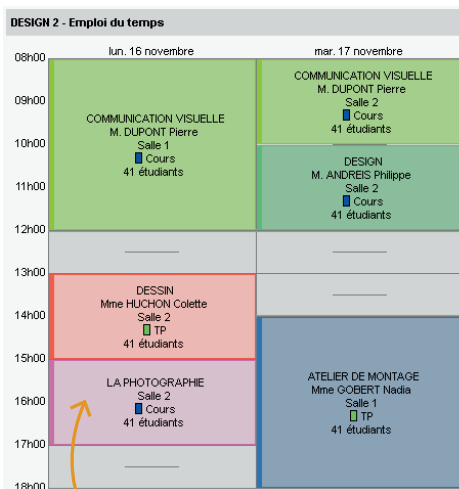 DESIGN 2 - Emploi du temps
lun. 16 novembre
mar. 17 novembre
08h00
09h00
10h00
11h00
12h00
13h00
14h00
15h00
16h00
17h00
18h00
COMMUNICATION VISUELLE
M. DUPONT Pierre
Salle 1
Cours
41 étudiants
DESSIN
Mme HUCHON Colette
Salle 2
TP
41 étudiants
LA PHOTOGRAPHIE
Salle 2
Cours
41 étudiants
COMMUNICATION VISUELLE
M. DUPONT Pierre
Salle 2
Cours
41 étudiants
DESIGN
M. ANDREIS Philippe
Salle 2
Cours
41 étudiants
ATELIER DE MONTAGE
Mme GOBERT Nadia
Salle 1
TP
41 étudiants